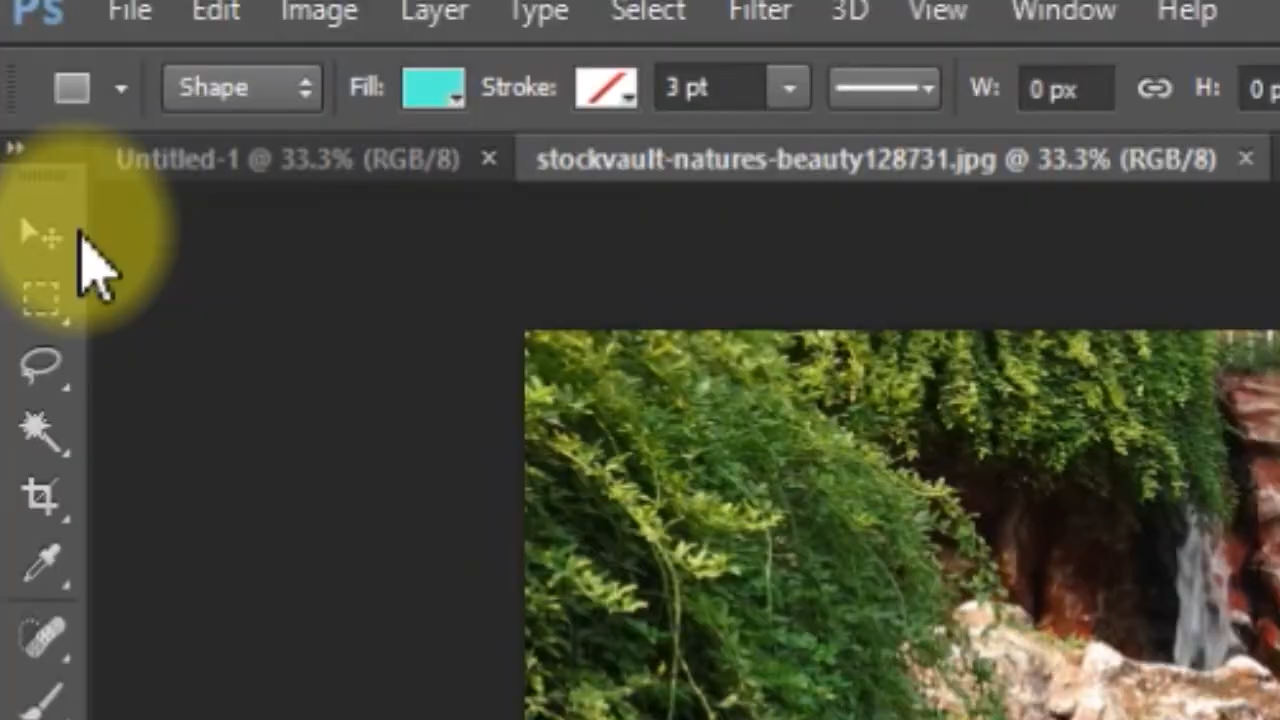 Ps File Edit Image Layer Type Select Filter 3D View Window Help
Shape Fill: Stroke: 3 pt W: 0 px H: 0 p
Untitled-1 @ 33.3% (RGB/8) × stockvault-natures-beauty128731.jpg @ 33.3% (RGB/8) ×